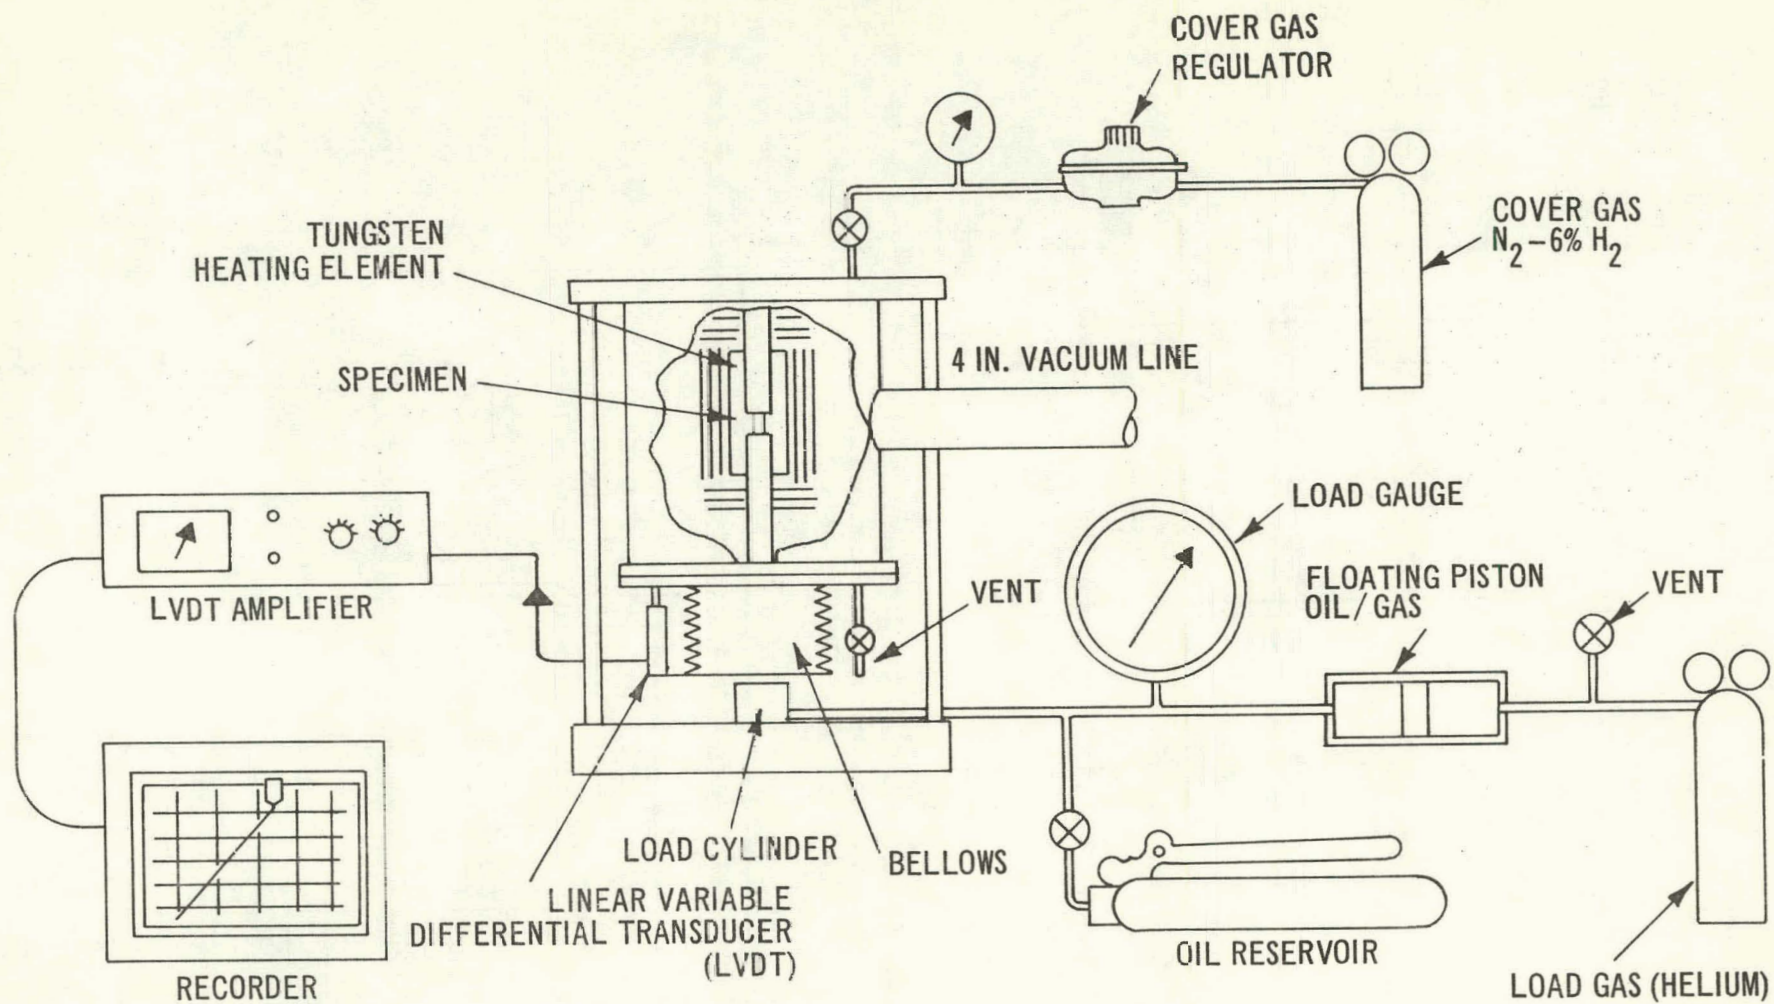 COVER GAS
REGULATOR
TUNGSTEN
HEATING ELEMENT
COVER GAS
N₂-6% H₂
SPECIMEN
4 IN. VACUUM LINE
LOAD GAUGE
LVDT AMPLIFIER
VENT
FLOATING PISTON
OIL/GAS
VENT
LOAD CYLINDER
BELLOWS
LINEAR VARIABLE
DIFFERENTIAL TRANSDUCER
(LVDT)
RECORDER
OIL RESERVOIR
LOAD GAS (HELIUM)